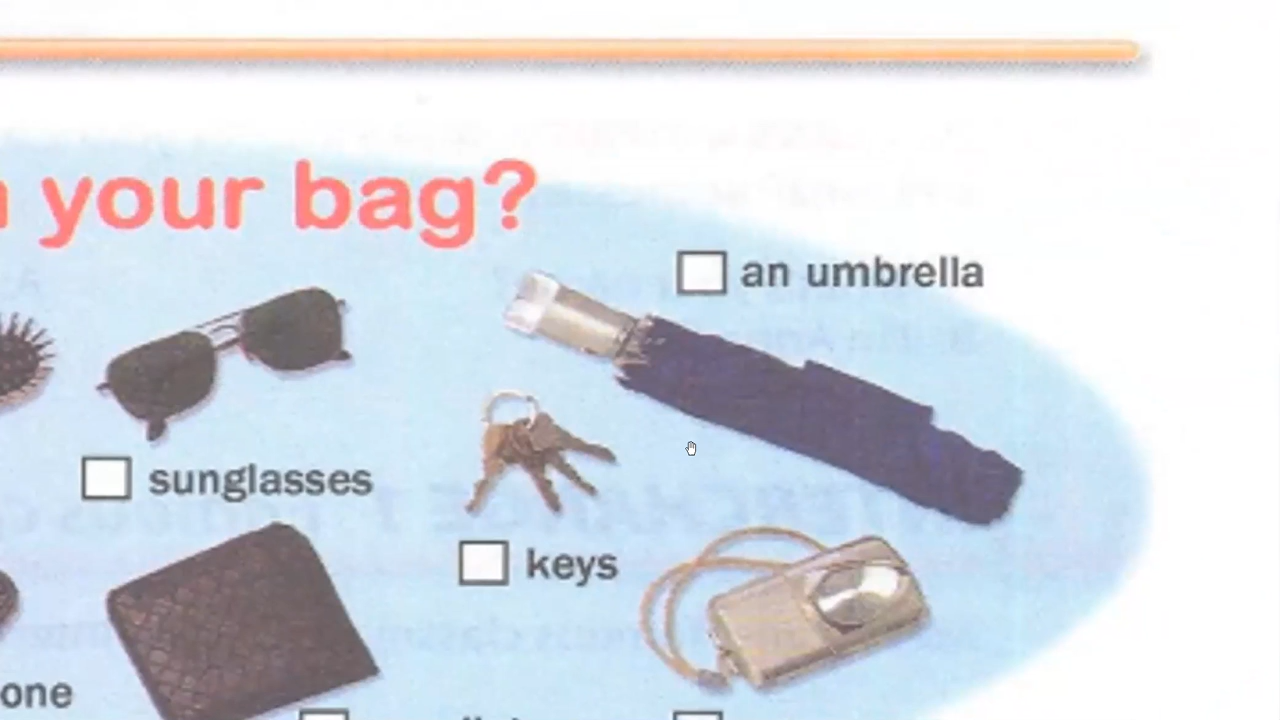 your bag?
an umbrella
sunglasses
keys
one